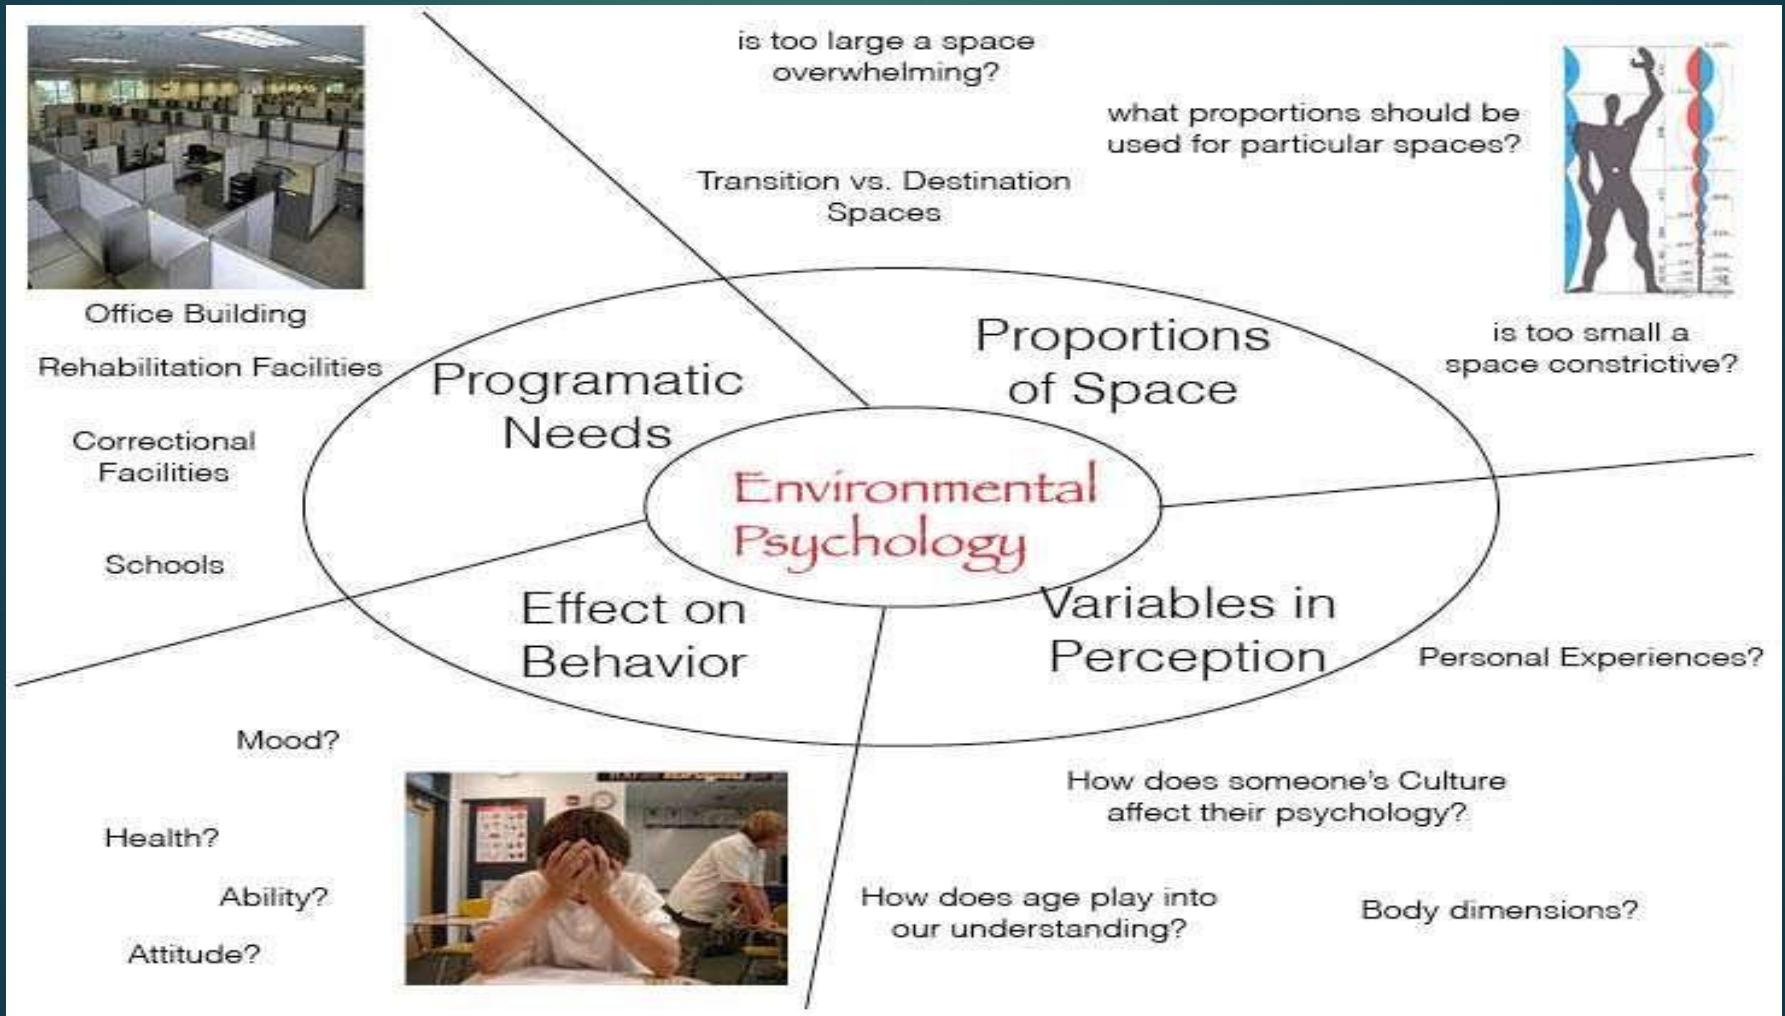 is too large a space
overwhelming?
what proportions should be
used for particular spaces?
Transition vs. Destination
Spaces
Office Building
Rehabilitation Facilities
Correctional
Facilities
Schools
Programatic
Needs
Proportions
of Space
is too small a
space constrictive?
Environmental
Psychology
Effect on
Behavior
Variables in
Perception
Personal Experiences?
Mood?
Health?
Ability?
Attitude?
How does someone's Culture
affect their psychology?
How does age play into
our understanding?
Body dimensions?